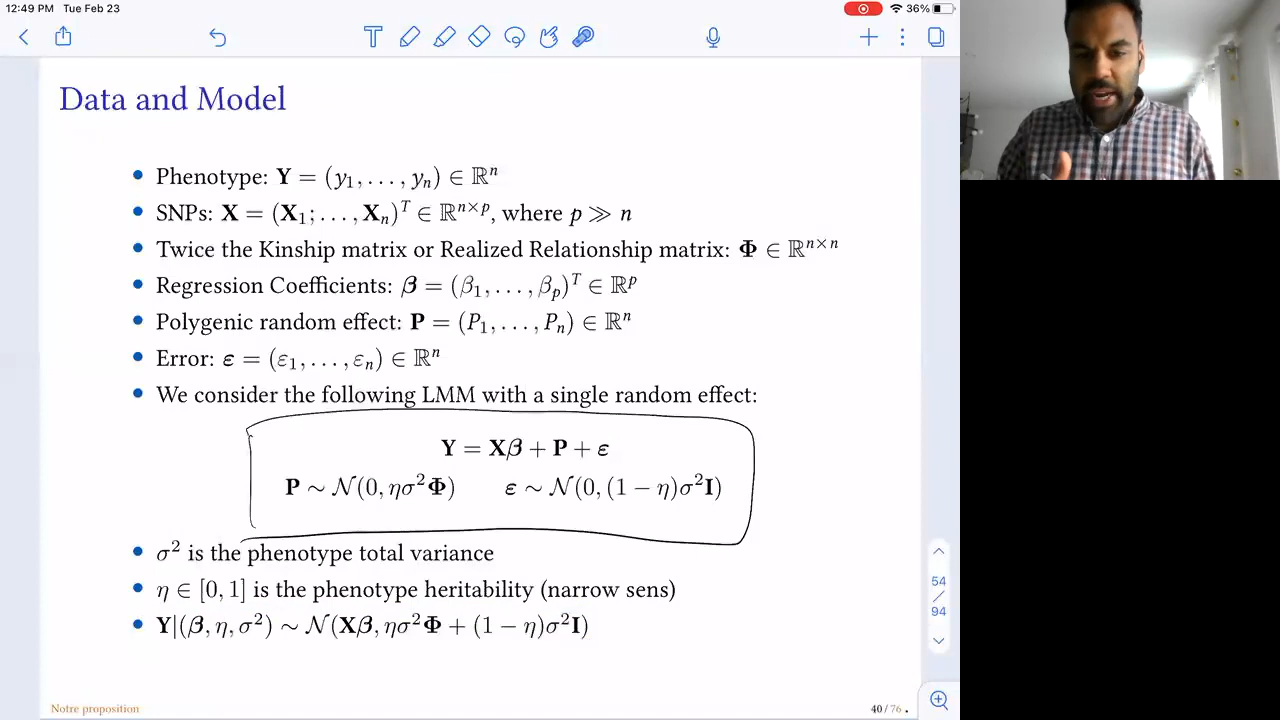 12:49 PM Tue Feb 23
36%
Data and Model
• Phenotype: Y = (y₁, . . . , yₙ) ∈ ℝⁿ
• SNPs: X = (X₁; . . . , Xₙ)ᵀ ∈ ℝⁿˣᵖ, where p ≫ n
• Twice the Kinship matrix or Realized Relationship matrix: Φ ∈ ℝⁿˣⁿ
• Regression Coefficients: β = (β₁, . . . , βₚ)ᵀ ∈ ℝᵖ
• Polygenic random effect: P = (P₁, . . . , Pₙ) ∈ ℝⁿ
• Error: ε = (ε₁, . . . , εₙ) ∈ ℝⁿ
• We consider the following LMM with a single random effect:
Y = Xβ + P + ε
P ∼ 𝒩(0, ησ²Φ) ε ∼ 𝒩(0, (1 − η)σ²I)
• σ² is the phenotype total variance
• η ∈ [0, 1] is the phenotype heritability (narrow sens)
• Y|(β, η, σ²) ∼ 𝒩(Xβ, ησ²Φ + (1 − η)σ²I)
54
/
94
Notre proposition
40 / 76 .